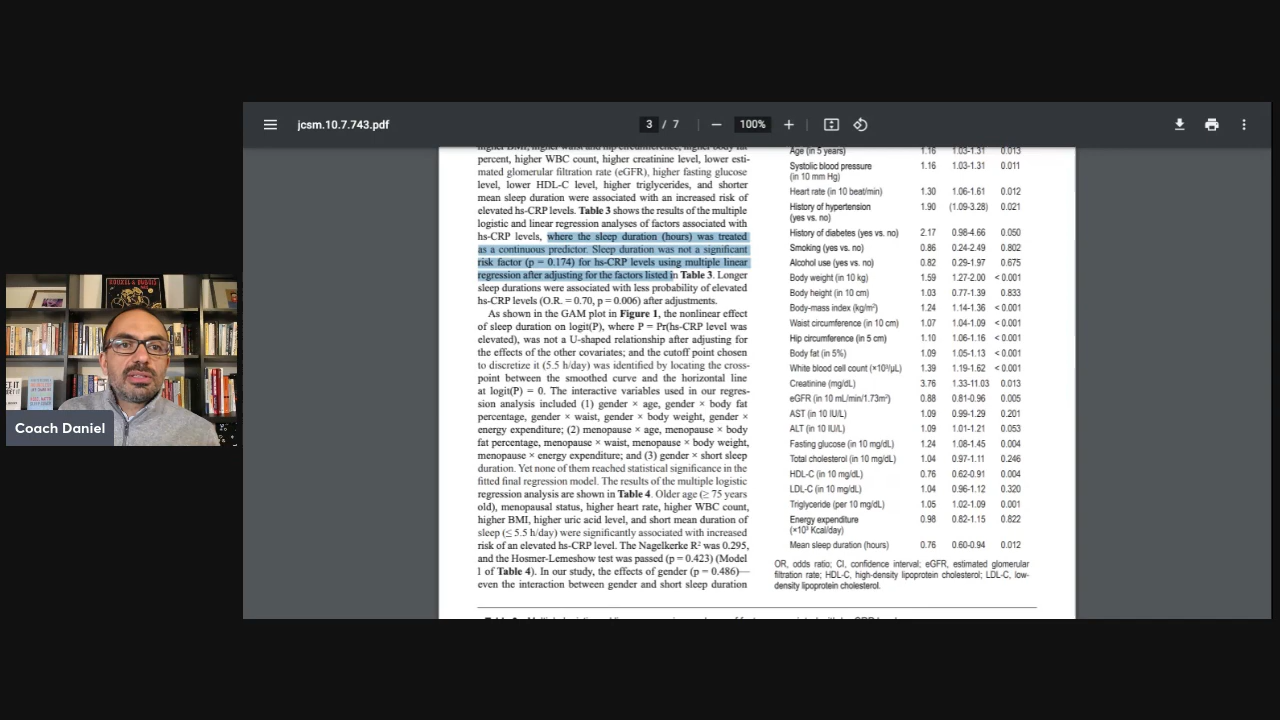 jcsm.10.7.743.pdf
3 / 7
100%
percent, higher WBC count, higher creatinine level, lower esti-
mated glomerular filtration rate (eGFR), higher fasting glucose
level, lower HDL-C level, higher triglycerides, and shorter
mean sleep duration were associated with an increased risk of
elevated hs-CRP levels. Table 3 shows the results of the multiple
logistic and linear regression analyses of factors associated with
hs-CRP levels, where the sleep duration (hours) was treated
as a continuous predictor. Sleep duration was not a significant
risk factor (p = 0.174) for hs-CRP levels using multiple linear
regression after adjusting for the factors listed in Table 3. Longer
sleep durations were associated with less probability of elevated
hs-CRP levels (O.R. = 0.70, p = 0.006) after adjustments.
As shown in the GAM plot in Figure 1, the nonlinear effect
of sleep duration on logit(P), where P = Pr(hs-CRP level was
elevated), was not a U-shaped relationship after adjusting for
the effects of the other covariates; and the cutoff point chosen
to discretize it (5.5 h/day) was identified by locating the cross-
point between the smoothed curve and the horizontal line
at logit(P) = 0. The interactive variables used in our regres-
sion analysis included (1) gender × age, gender × body fat
percentage, gender × waist, gender × body weight, gender ×
energy expenditure; (2) menopause × age, menopause × body
fat percentage, menopause × waist, menopause × body weight,
menopause × energy expenditure; and (3) gender × short sleep
duration. Yet none of them reached statistical significance in the
fitted final regression model. The results of the multiple logistic
regression analysis are shown in Table 4. Older age (≥ 75 years
old), menopausal status, higher heart rate, higher WBC count,
higher BMI, higher uric acid level, and short mean duration of
sleep (≤ 5.5 h/day) were significantly associated with increased
risk of an elevated hs-CRP level. The Nagelkerke R² was 0.295,
and the Hosmer-Lemeshow test was passed (p = 0.423) (Model
1 of Table 4). In our study, the effects of gender (p = 0.486)—
even the interaction between gender and short sleep duration
Age (in 5 years) 1.16 1.03-1.31 0.013
Systolic blood pressure 1.16 1.03-1.31 0.011
(in 10 mm Hg)
Heart rate (in 10 beat/min) 1.30 1.06-1.61 0.012
History of hypertension 1.90 (1.09-3.28) 0.021
(yes vs. no)
History of diabetes (yes vs. no) 2.17 0.98-4.66 0.050
Smoking (yes vs. no) 0.86 0.24-2.49 0.802
Alcohol use (yes vs. no) 0.82 0.29-1.97 0.675
Body weight (in 10 kg) 1.59 1.27-2.00 < 0.001
Body height (in 10 cm) 1.03 0.77-1.39 0.833
Body-mass index (kg/m²) 1.24 1.14-1.36 < 0.001
Waist circumference (in 10 cm) 1.07 1.04-1.09 < 0.001
Hip circumference (in 5 cm) 1.10 1.06-1.16 < 0.001
Body fat (in 5%) 1.09 1.05-1.13 < 0.001
White blood cell count (×10³/μL) 1.39 1.19-1.62 < 0.001
Creatinine (mg/dL) 3.76 1.33-11.03 0.013
eGFR (in 10 mL/min/1.73m²) 0.88 0.81-0.96 0.005
AST (in 10 IU/L) 1.09 0.99-1.29 0.201
ALT (in 10 IU/L) 1.09 1.01-1.21 0.053
Fasting glucose (in 10 mg/dL) 1.24 1.08-1.45 0.004
Total cholesterol (in 10 mg/dL) 1.04 0.97-1.11 0.246
HDL-C (in 10 mg/dL) 0.76 0.62-0.91 0.004
LDL-C (in 10 mg/dL) 1.04 0.96-1.12 0.320
Triglyceride (per 10 mg/dL) 1.05 1.02-1.09 0.001
Energy expenditure 0.98 0.82-1.15 0.822
(×10³ Kcal/day)
Mean sleep duration (hours) 0.76 0.60-0.94 0.012
OR, odds ratio; CI, confidence interval; eGFR, estimated glomerular
filtration rate; HDL-C, high-density lipoprotein cholesterol; LDL-C, low-
density lipoprotein cholesterol.
Coach Daniel